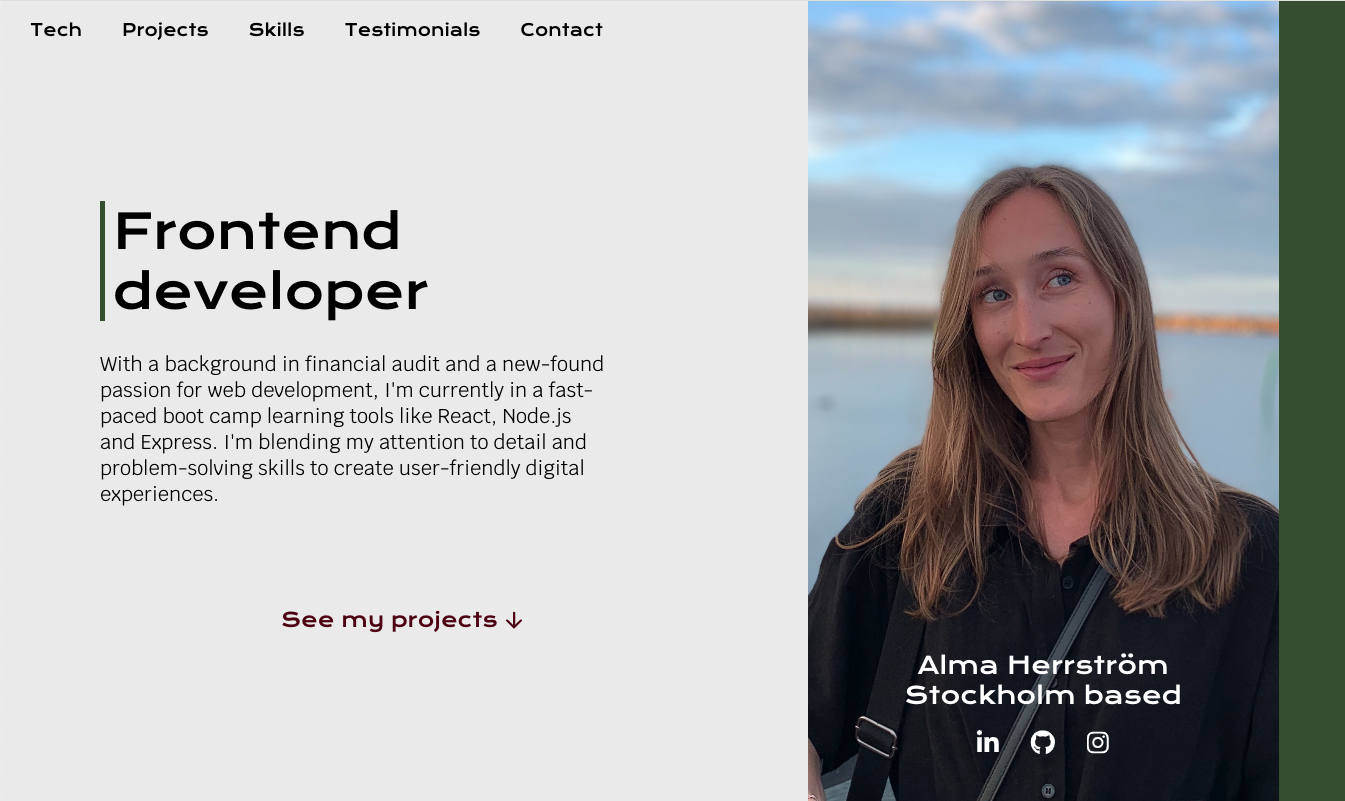 Tech Projects Skills Testimonials Contact
Frontend
developer
With a background in financial audit and a new-found
passion for web development, I'm currently in a fast-
paced boot camp learning tools like React, Node.js
and Express. I'm blending my attention to detail and
problem-solving skills to create user-friendly digital
experiences.
See my projects ↓
Alma Herrström
Stockholm based
in